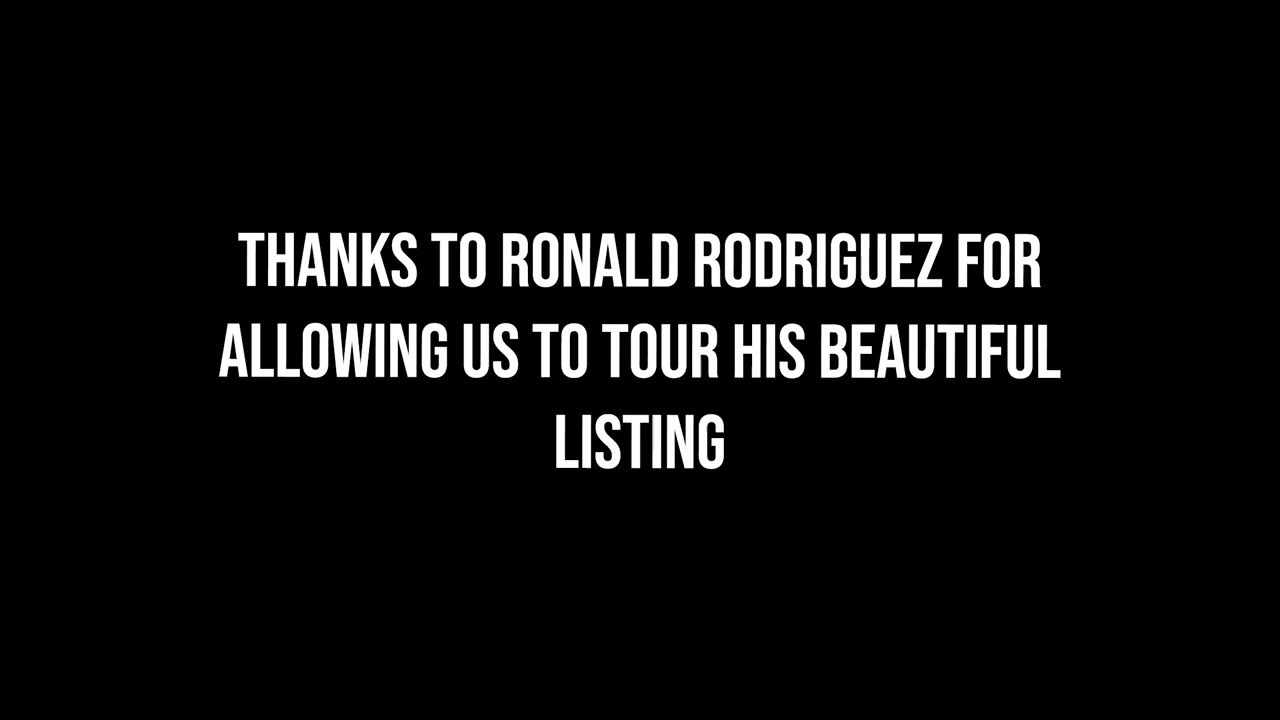 THANKS TO RONALD RODRIGUEZ FOR
ALLOWING US TO TOUR HIS BEAUTIFUL
LISTING